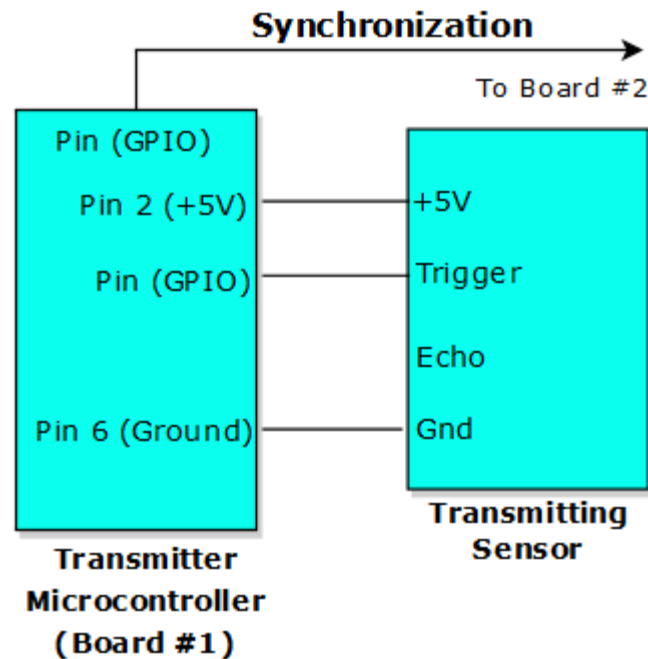 Synchronization
To Board #2
Pin (GPIO)
Pin 2 (+5V)
+5V
Pin (GPIO)
Trigger
Echo
Pin 6 (Ground)
Gnd
Transmitting
Sensor
Transmitter
Microcontroller
(Board #1)